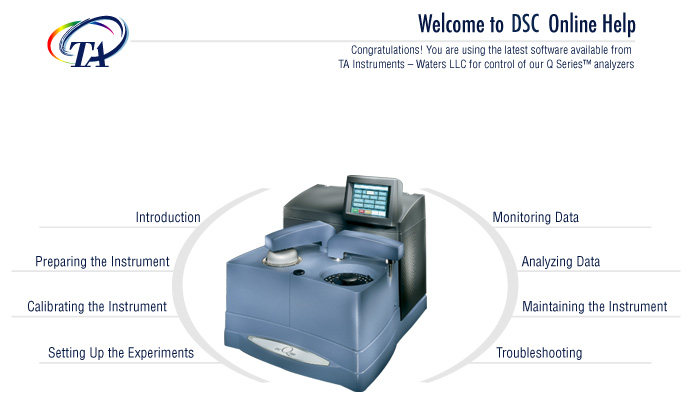 TA
Welcome to DSC Online Help
Congratulations! You are using the latest software available from
TA Instruments – Waters LLC for control of our Q Series™ analyzers
Introduction
Preparing the Instrument
Calibrating the Instrument
Setting Up the Experiments
Monitoring Data
Analyzing Data
Maintaining the Instrument
Troubleshooting